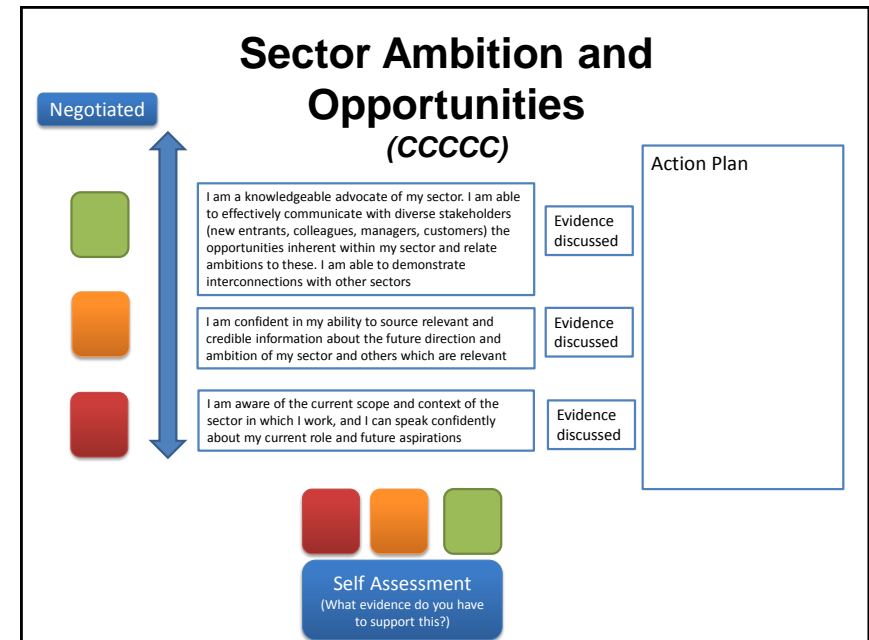 Sector Ambition and
Opportunities
(CCCCC)
Negotiated
I am a knowledgeable advocate of my sector. I am able
to effectively communicate with diverse stakeholders
(new entrants, colleagues, managers, customers) the
opportunities inherent within my sector and relate
ambitions to these. I am able to demonstrate
interconnections with other sectors
Evidence
discussed
I am confident in my ability to source relevant and
credible information about the future direction and
ambition of my sector and others which are relevant
Evidence
discussed
I am aware of the current scope and context of the
sector in which I work, and I can speak confidently
about my current role and future aspirations
Evidence
discussed
Action Plan
Self Assessment
(What evidence do you have
to support this?)